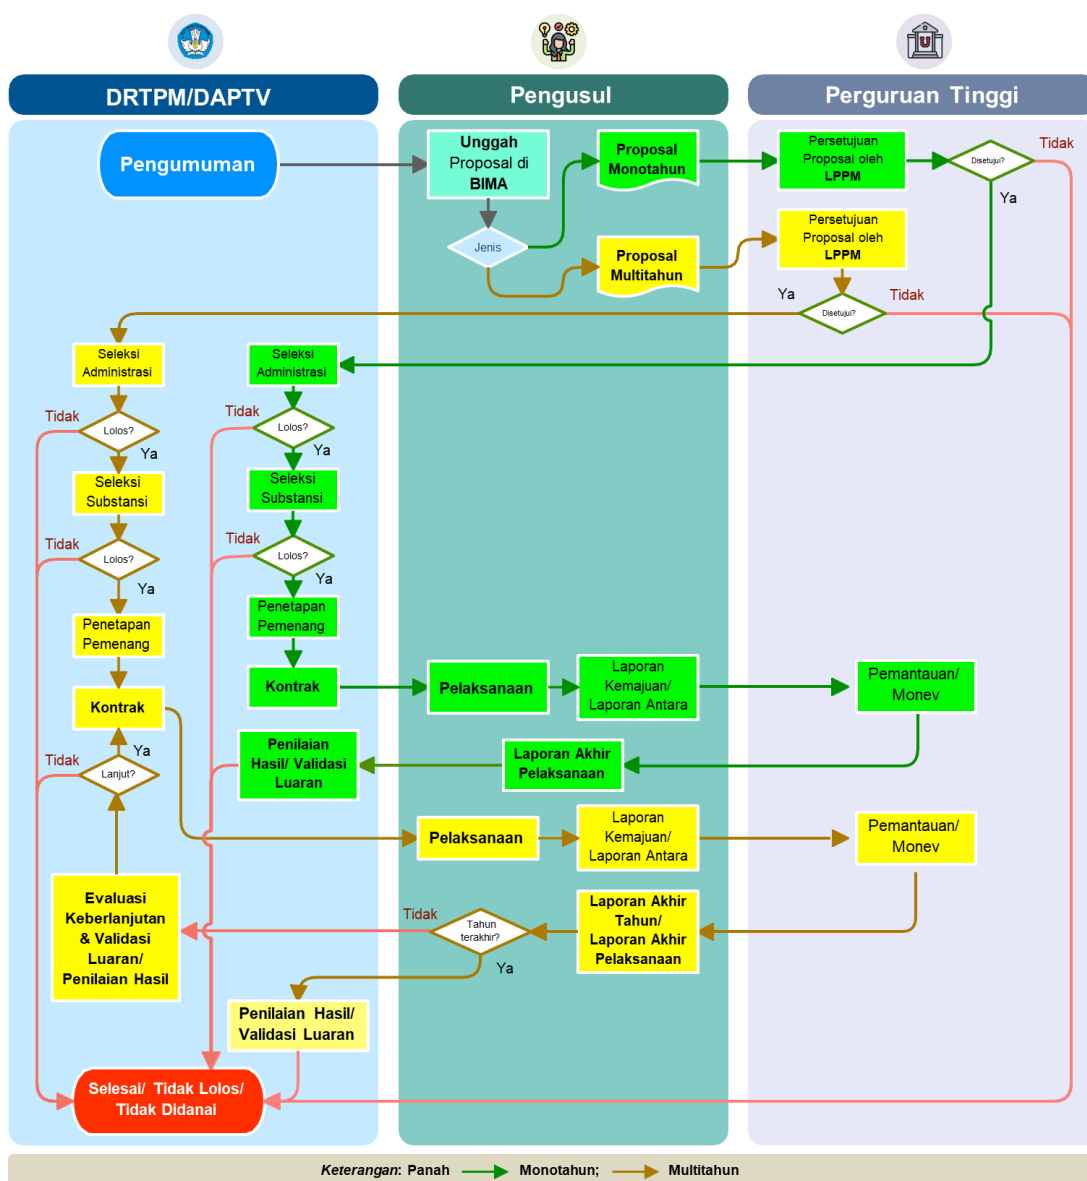 DRTPM/DAPTV
Pengusul
Perguruan Tinggi
Pengumuman
Unggah
Proposal di
BIMA
Proposal
Monotahun
Persetujuan
Proposal oleh
LPPM
Disetujui?
Tidak
Ya
Jenis
Proposal
Multitahun
Persetujuan
Proposal oleh
LPPM
Ya
Disetujui?
Tidak
Seleksi
Administrasi
Seleksi
Administrasi
Tidak
Lolos?
Ya
Tidak
Lolos?
Ya
Seleksi
Substansi
Seleksi
Substansi
Tidak
Lolos?
Ya
Tidak
Lolos?
Ya
Penetapan
Pemenang
Penetapan
Pemenang
Kontrak
Kontrak
Pelaksanaan
Laporan
Kemajuan/
Laporan Antara
Pemantauan/
Monev
Tidak
Ya
Lanjut?
Penilaian
Hasil/ Validasi
Luaran
Laporan Akhir
Pelaksanaan
Pelaksanaan
Laporan
Kemajuan/
Laporan Antara
Pemantauan/
Monev
Evaluasi
Keberlanjutan
& Validasi
Luaran/
Penilaian Hasil
Tidak
Tahun
terakhir?
Ya
Laporan Akhir
Tahun/
Laporan Akhir
Pelaksanaan
Penilaian Hasil/
Validasi Luaran
Selesai/ Tidak Lolos/
Tidak Didanai
Keterangan: Panah Monotahun; Multitahun